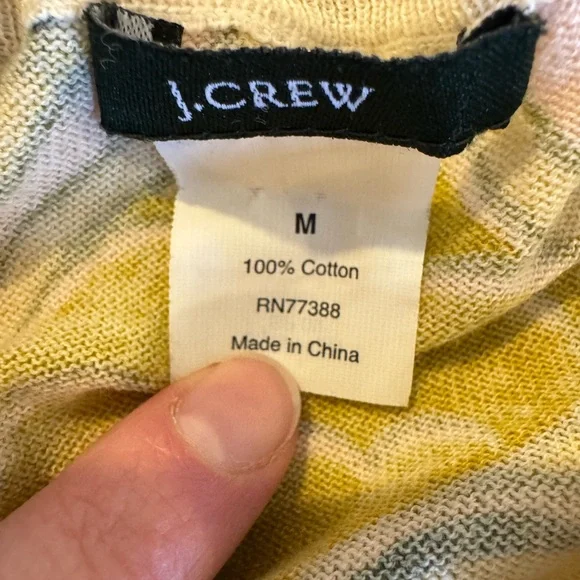 J.CREW
M
100% Cotton
RN77388
Made in China